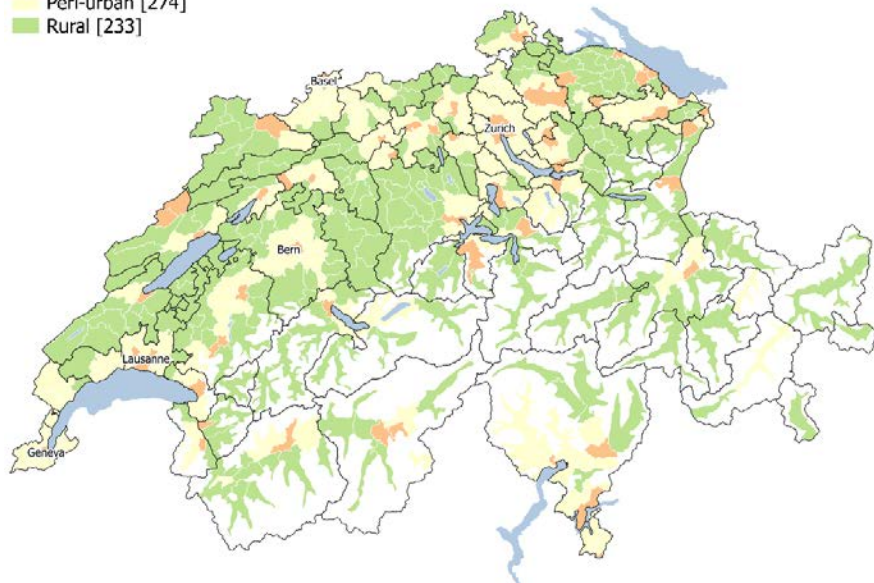 Peri-urban [274]
Rural [233]
Basel
Zurich
Bern
Lausanne
Geneva